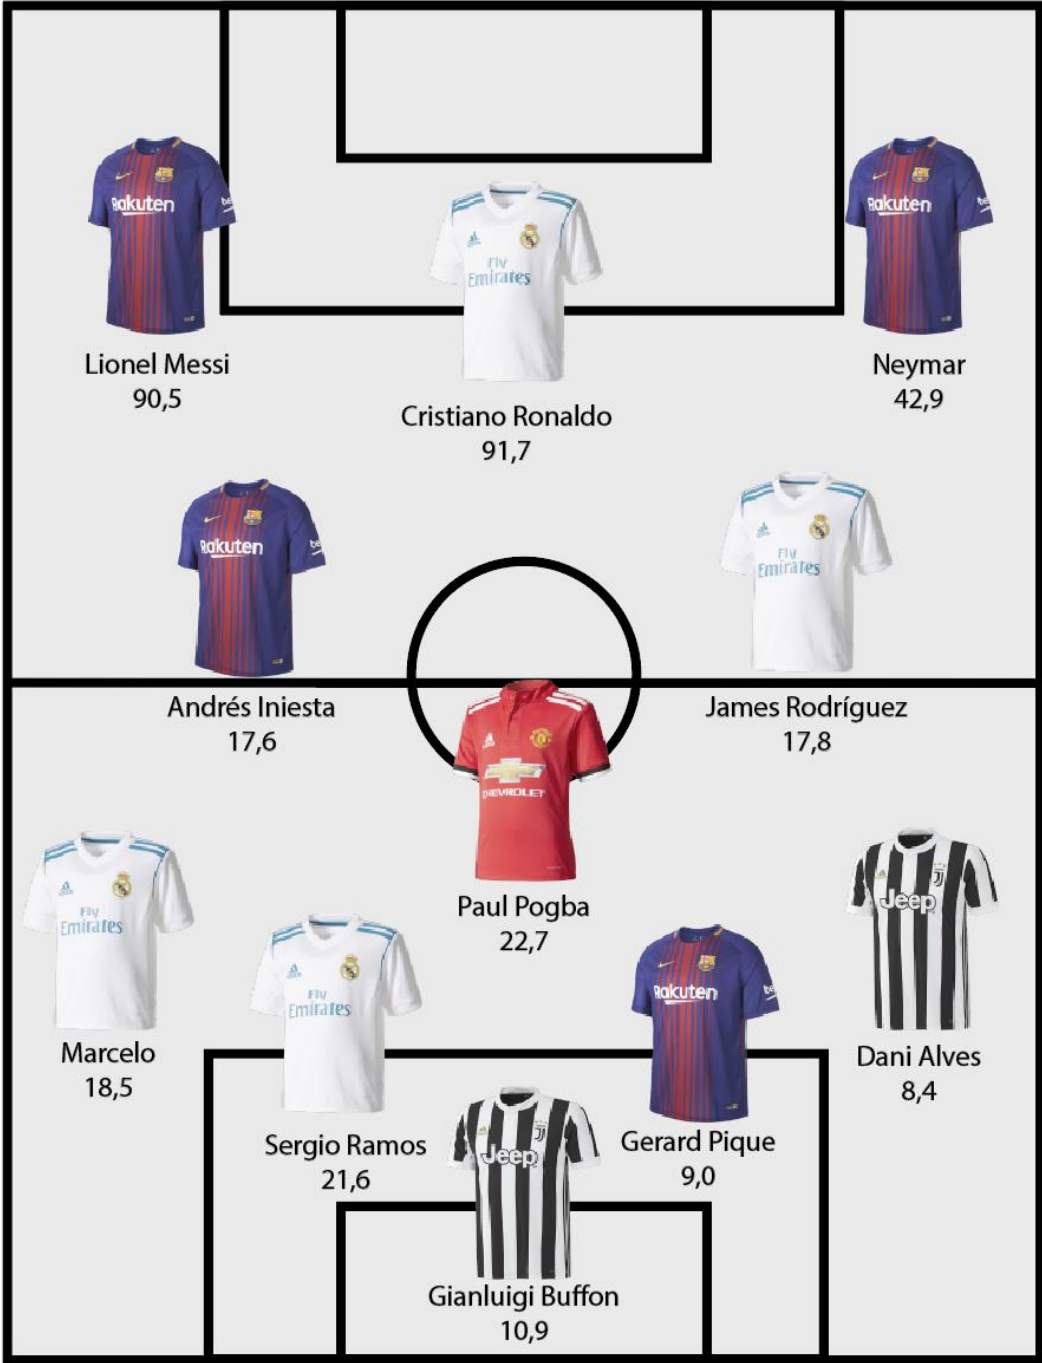 Rakuten
Rakuten
Fly
Emirates
Lionel Messi
90,5
Neymar
42,9
Cristiano Ronaldo
91,7
Rakuten
Fly
Emirates
Andrés Iniesta
17,6
James Rodríguez
17,8
CHEVROLET
Paul Pogba
22,7
Fly
Emirates
Jeep
Marcelo
18,5
Fly
Emirates
Rakuten
Dani Alves
8,4
Sergio Ramos
21,6
Jeep
Gerard Pique
9,0
Gianluigi Buffon
10,9